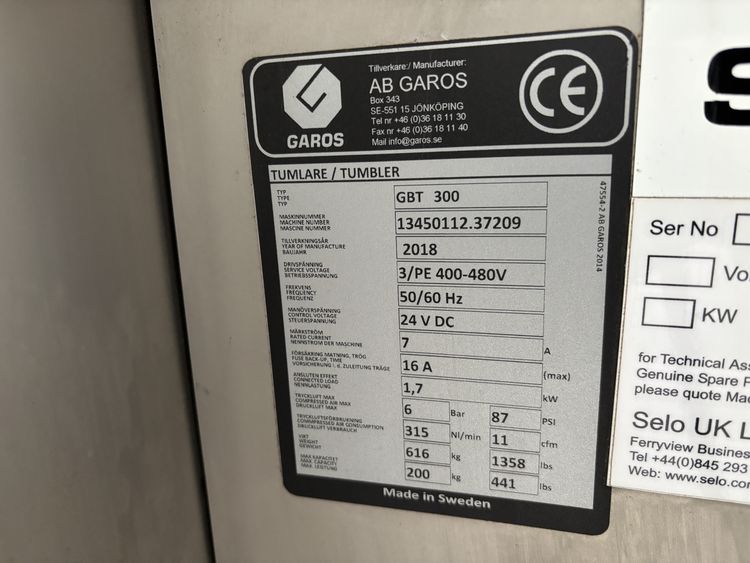 GAROS
Tillverkare:/ Manufacturer:
AB GAROS
Box 343
SE-551 15 JÖNKÖPING
Tel nr +46 (0)36 18 11 30
Fax nr +46 (0)36 18 11 40
Mail info@garos.se
CE
TUMLARE / TUMBLER
TYP
TYPE
TYP
GBT 300
MASKINNUMMER
MACHINE NUMBER
MASCINE NUMMER
13450112.37209
TILLVERKNINGSÅR
YEAR OF MANUFACTURE
BAUJAHR
2018
DRIVSPÄNNING
SERVICE VOLTAGE
BETRIEBSSPANNUNG
3/PE 400-480V
FREKVENS
FREQUENCY
FREQUENZ
50/60 Hz
MANÖVERSPÄNNING
CONTROL VOLTAGE
STEUERSPANNUNG
24 V DC
MÄRKSTRÖM
RATED CURRENT
NENNSTROM DER MASCHINE
7 A
FÖRSÄKRING MATNING, TRÖG
FUSE BACK-UP, TIME
VORSICHERUNG I. d. ZULEITUNG TRÄGE
16 A (max)
ANSLUTEN EFFEKT
CONNECTED LOAD
NENNLASTUNG
1,7 kW
TRYCKLUFT MAX
COMPRESSED AIR MAX
DRUCKLUFT MAX
6 Bar 87 PSI
TRYCKLUFTSFÖRBRUKNING
COMMPRESSED AIR CONSUMPTION
DRUCKLUFT VERBRAUCH
315 Nl/min 11 cfm
VIKT
WEIGHT
GEWICHT
616 kg 1358 lbs
MAX KAPACITET
MAX. CAPACITY
MAX. LEISTUNG
200 kg 441 lbs
Made in Sweden
47554-2 AB GAROS 2014
Ser No
Vo
KW
for Technical Ass
Genuine Spare P
please quote Mac
Selo UK L
Ferryview Business
Tel +44(0)845 293
Web: www.selo.com